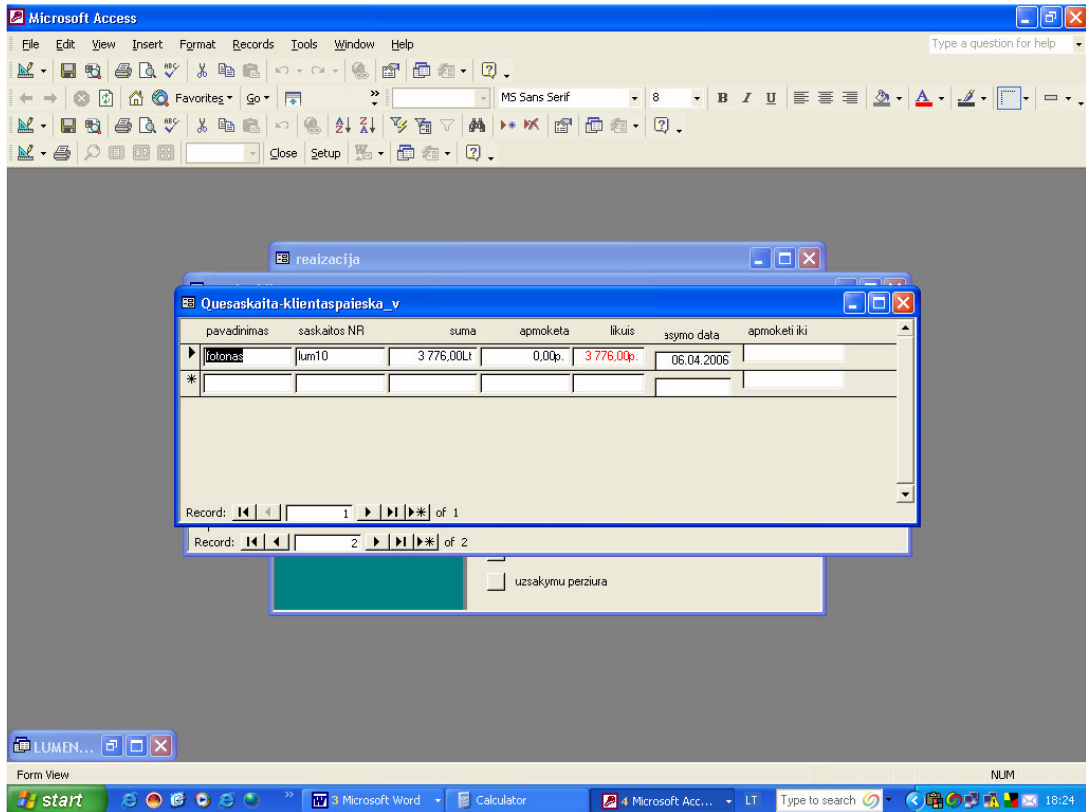 Microsoft Access
File Edit View Insert Format Records Tools Window Help Type a question for help
Favorites Go MS Sans Serif 8 B I U
Close Setup
reaizacija
Quesaskaita-klientaspaieska_v
pavadinimas saskaitos NR suma apmoketa likuis asymo data apmoketi iki
fotonas lum10 3 776,00Lt 0,00p. 3 776,00p. 06.04.2006
Record: 1 of 1
Record: 2 of 2
uzsakymu perziura
LUMEN...
Form View NUM
start 3 Microsoft Word Calculator 4 Microsoft Acc... LT Type to search 18:24